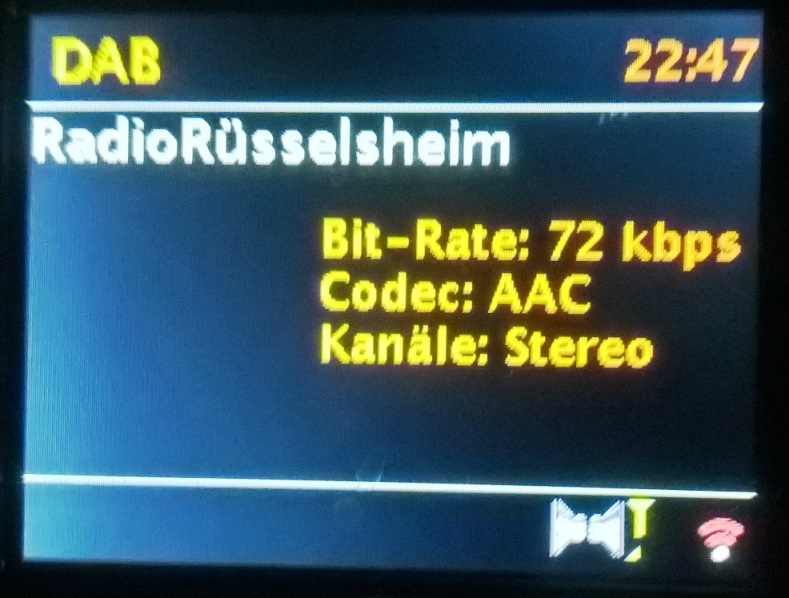 DAB 22:47
RadioRüsselsheim
Bit-Rate: 72 kbps
Codec: AAC
Kanäle: Stereo